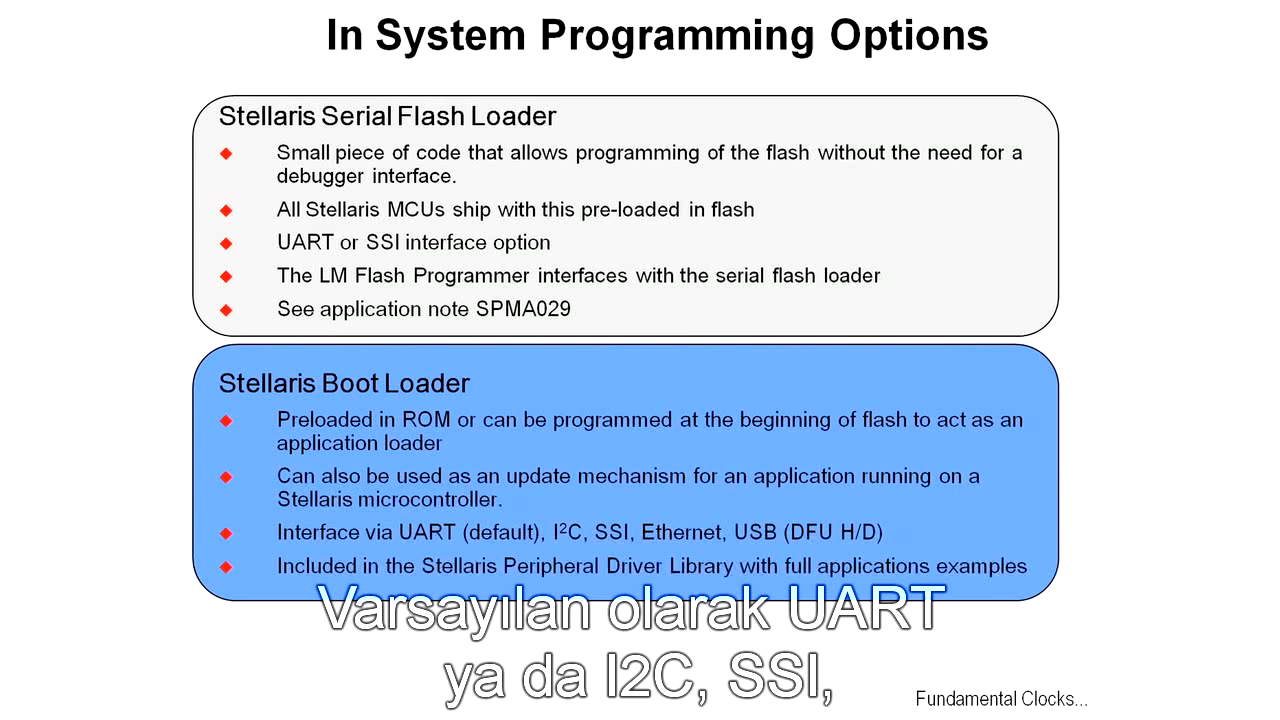 In System Programming Options
Stellaris Serial Flash Loader
Small piece of code that allows programming of the flash without the need for a
debugger interface.
All Stellaris MCUs ship with this pre-loaded in flash
UART or SSI interface option
The LM Flash Programmer interfaces with the serial flash loader
See application note SPMA029
Stellaris Boot Loader
Preloaded in ROM or can be programmed at the beginning of flash to act as an
application loader
Can also be used as an update mechanism for an application running on a
Stellaris microcontroller.
Interface via UART (default), I²C, SSI, Ethernet, USB (DFU H/D)
Included in the Stellaris Peripheral Driver Library with full applications examples
Varsayılan olarak UART
ya da I2C, SSI,
Fundamental Clocks...